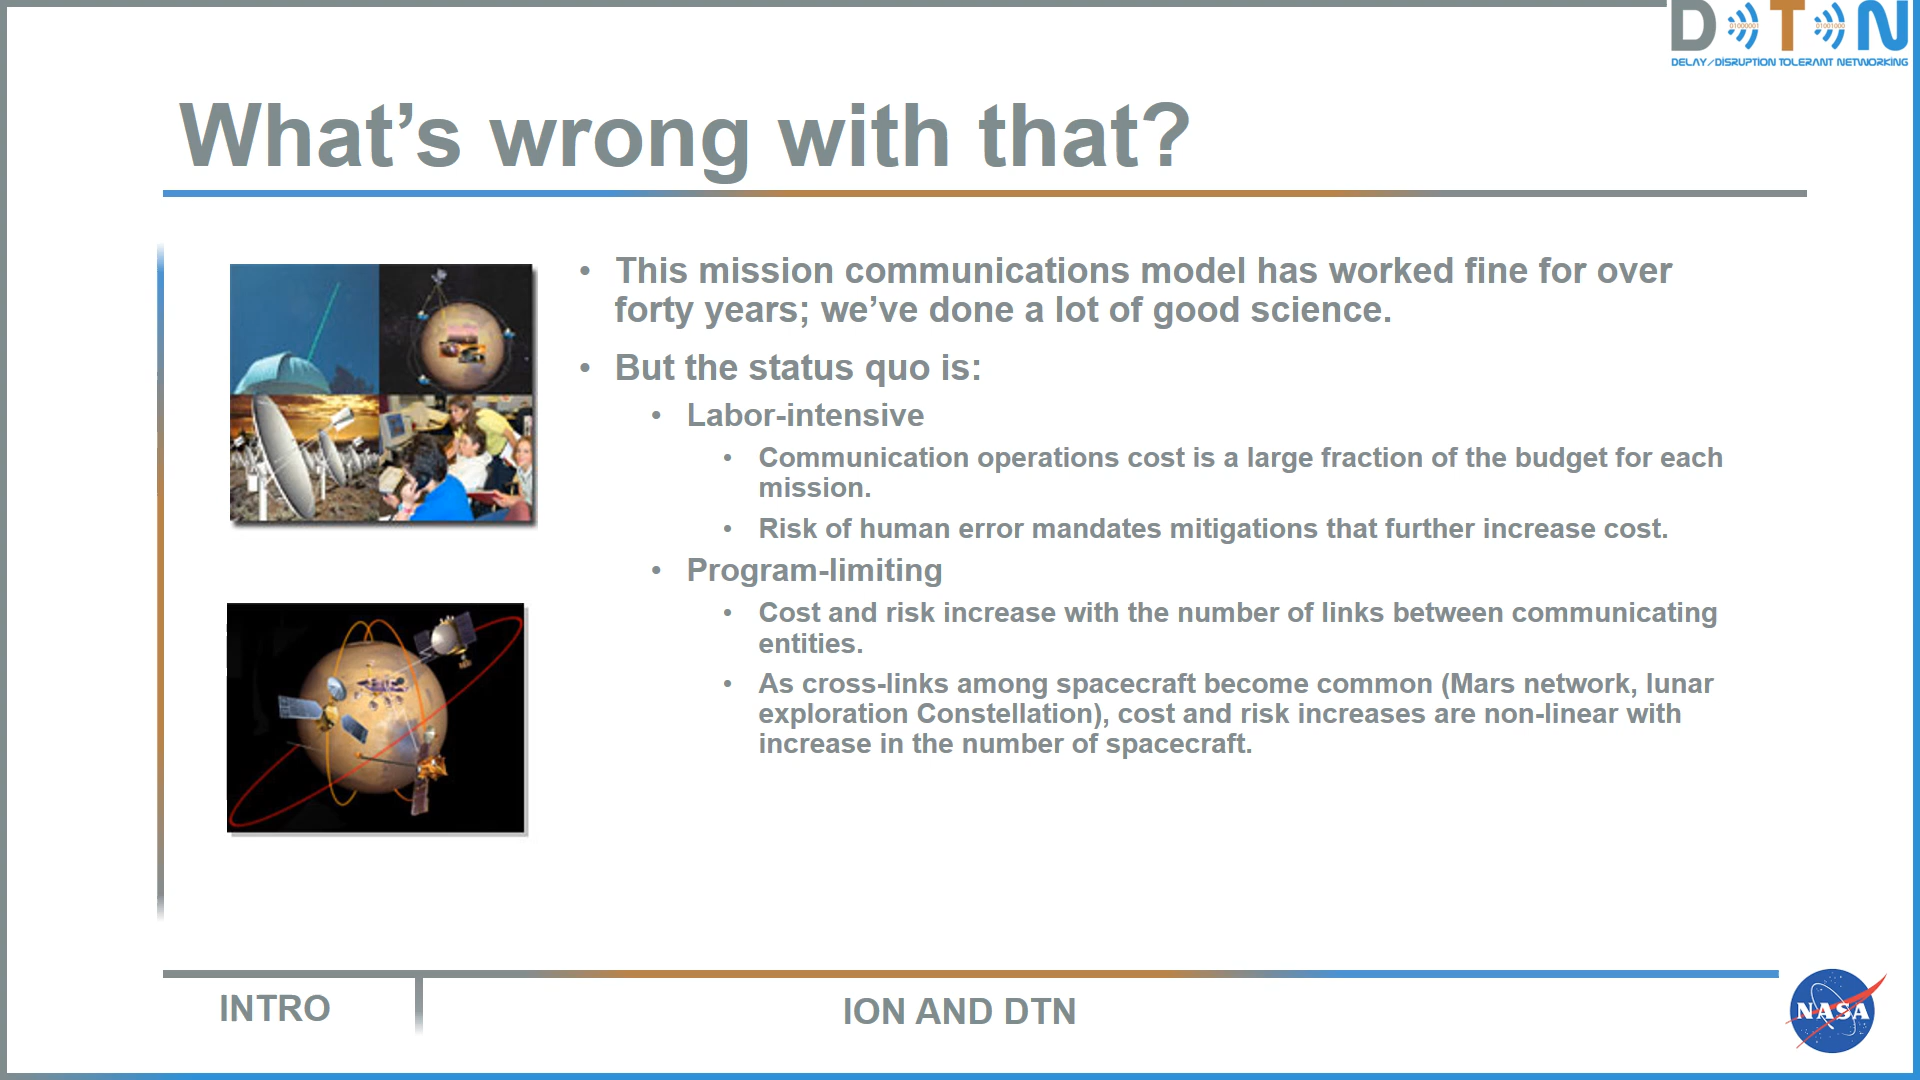 D T N
DELAY/DISRUPTION TOLERANT NETWORKING
What’s wrong with that?
• This mission communications model has worked fine for over
forty years; we’ve done a lot of good science.
• But the status quo is:
• Labor-intensive
• Communication operations cost is a large fraction of the budget for each
mission.
• Risk of human error mandates mitigations that further increase cost.
• Program-limiting
• Cost and risk increase with the number of links between communicating
entities.
• As cross-links among spacecraft become common (Mars network, lunar
exploration Constellation), cost and risk increases are non-linear with
increase in the number of spacecraft.
INTRO
ION AND DTN
NASA